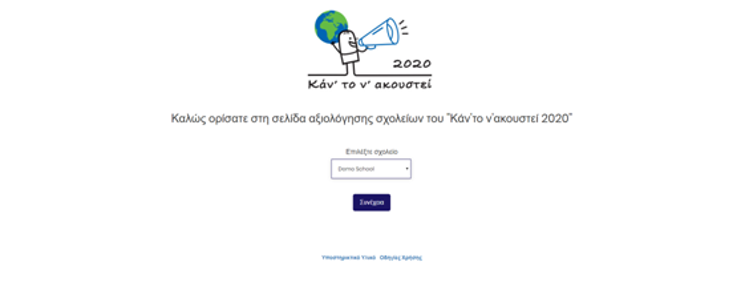 2020
Κάν' το ν' ακουστεί
Καλώς ορίσατε στη σελίδα αξιολόγησης σχολείων του "Κάν'το ν'ακουστεί 2020"
Επιλέξτε σχολείο
Demo School
Συνέχεια
Υποστηρικτικό Υλικό Οδηγίες Χρήσης